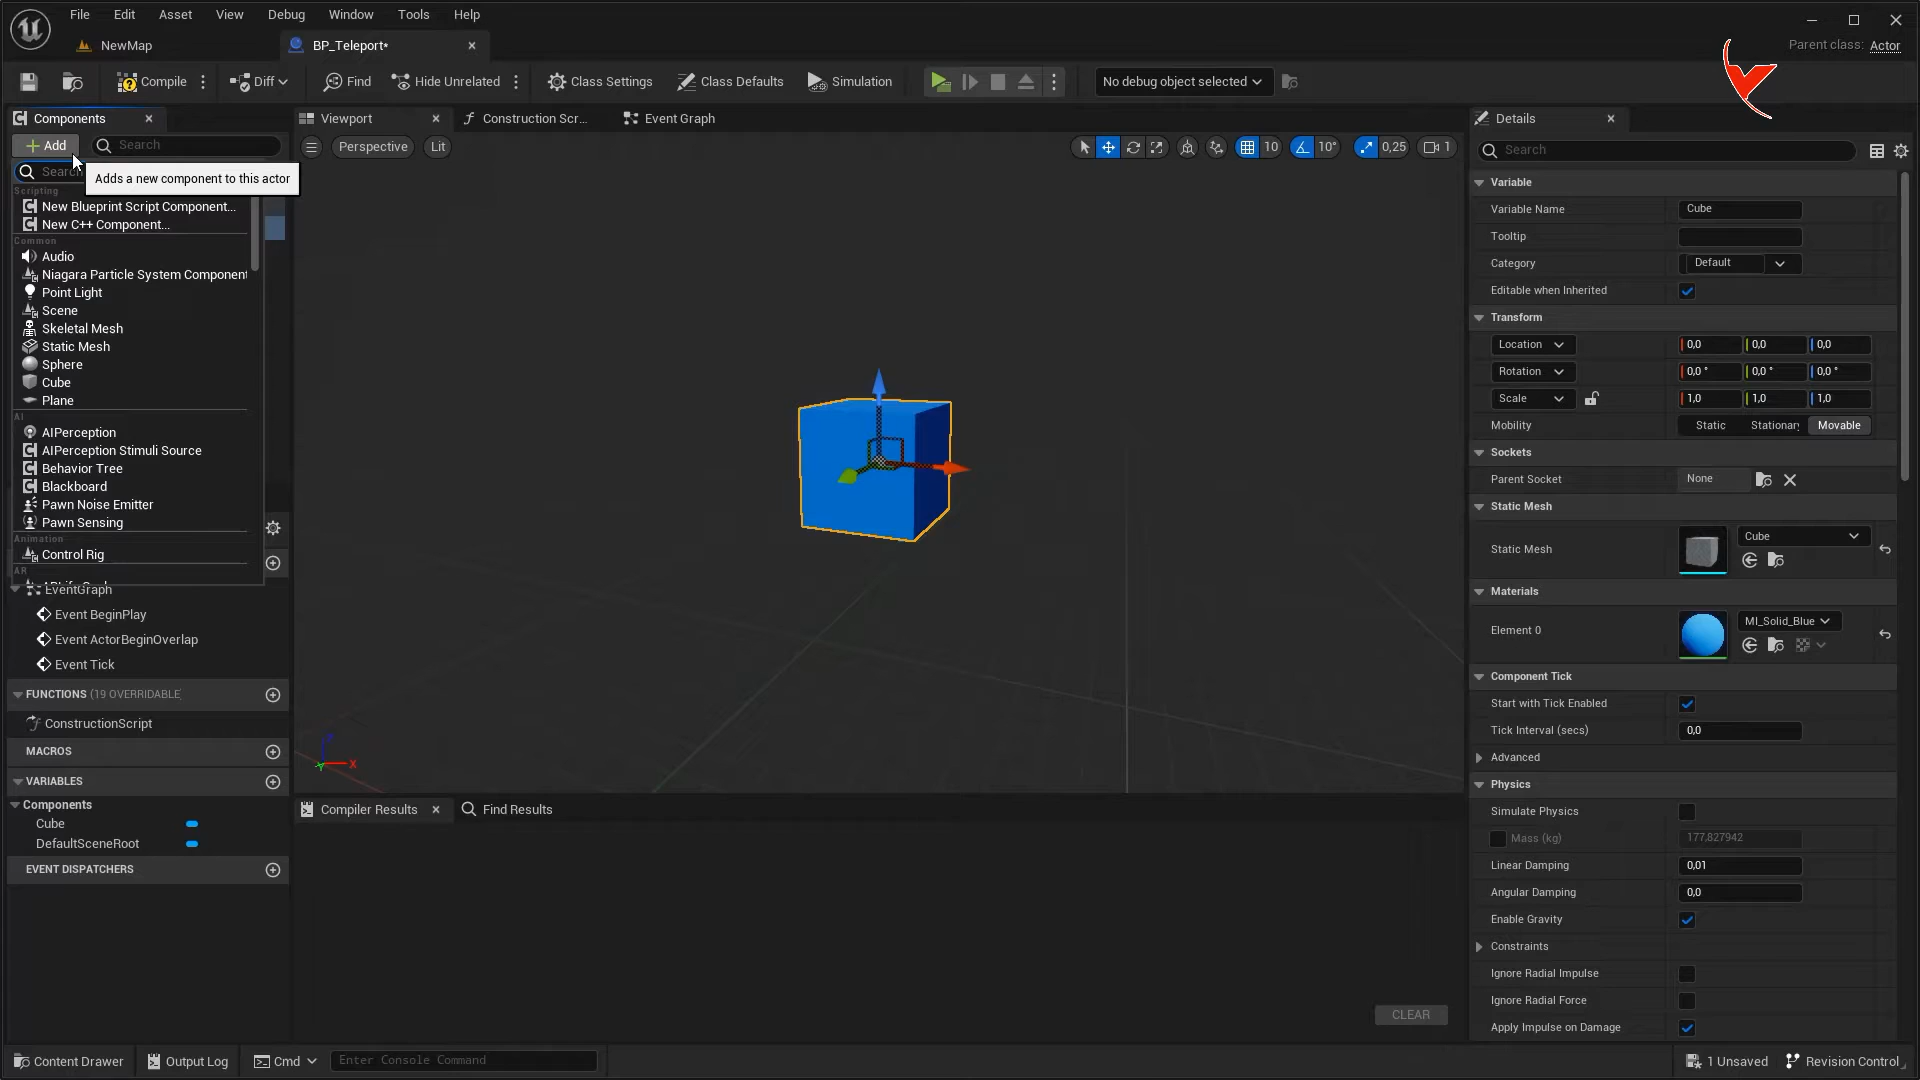 File Edit Asset View Debug Window Tools Help
NewMap
BP_Teleport*
Parent class: Actor
Compile
Diff
Find
Hide Unrelated
Class Settings
Class Defaults
Simulation
No debug object selected
Components
Add
Search
Adds a new component to this actor
Scripting
New Blueprint Script Component...
New C++ Component...
Common
Audio
Niagara Particle System Component
Point Light
Scene
Skeletal Mesh
Static Mesh
Sphere
Cube
Plane
AI
AIPerception
AIPerception Stimuli Source
Behavior Tree
Blackboard
Pawn Noise Emitter
Pawn Sensing
Animation
Control Rig
AR
EventGraph
Event BeginPlay
Event ActorBeginOverlap
Event Tick
FUNCTIONS (19 OVERRIDABLE)
ConstructionScript
MACROS
VARIABLES
Components
Cube
DefaultSceneRoot
EVENT DISPATCHERS
Viewport
Construction Scr...
Event Graph
Perspective
Lit
10
10°
0,25
1
X
Compiler Results
Find Results
CLEAR
Details
Search
Variable
Variable Name Cube
Tooltip
Category Default
Editable when Inherited
Transform
Location 0,0 0,0 0,0
Rotation 0,0 ° 0,0 ° 0,0 °
Scale 1,0 1,0 1,0
Mobility Static Stationary Movable
Sockets
Parent Socket None
Static Mesh
Static Mesh Cube
Materials
Element 0 MI_Solid_Blue
Component Tick
Start with Tick Enabled
Tick Interval (secs) 0,0
Advanced
Physics
Simulate Physics
Mass (kg) 177,827942
Linear Damping 0,01
Angular Damping 0,0
Enable Gravity
Constraints
Ignore Radial Impulse
Ignore Radial Force
Apply Impulse on Damage
Content Drawer
Output Log
Cmd
Enter Console Command
1 Unsaved
Revision Control